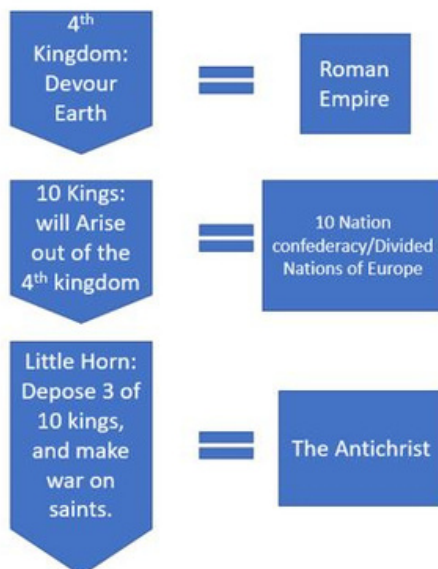 4th
Kingdom:
Devour
Earth
Roman
Empire
10 Kings:
will Arise
out of the
4th kingdom
10 Nation
confederacy/Divided
Nations of Europe
Little Horn:
Depose 3 of
10 kings,
and make
war on
saints.
The Antichrist